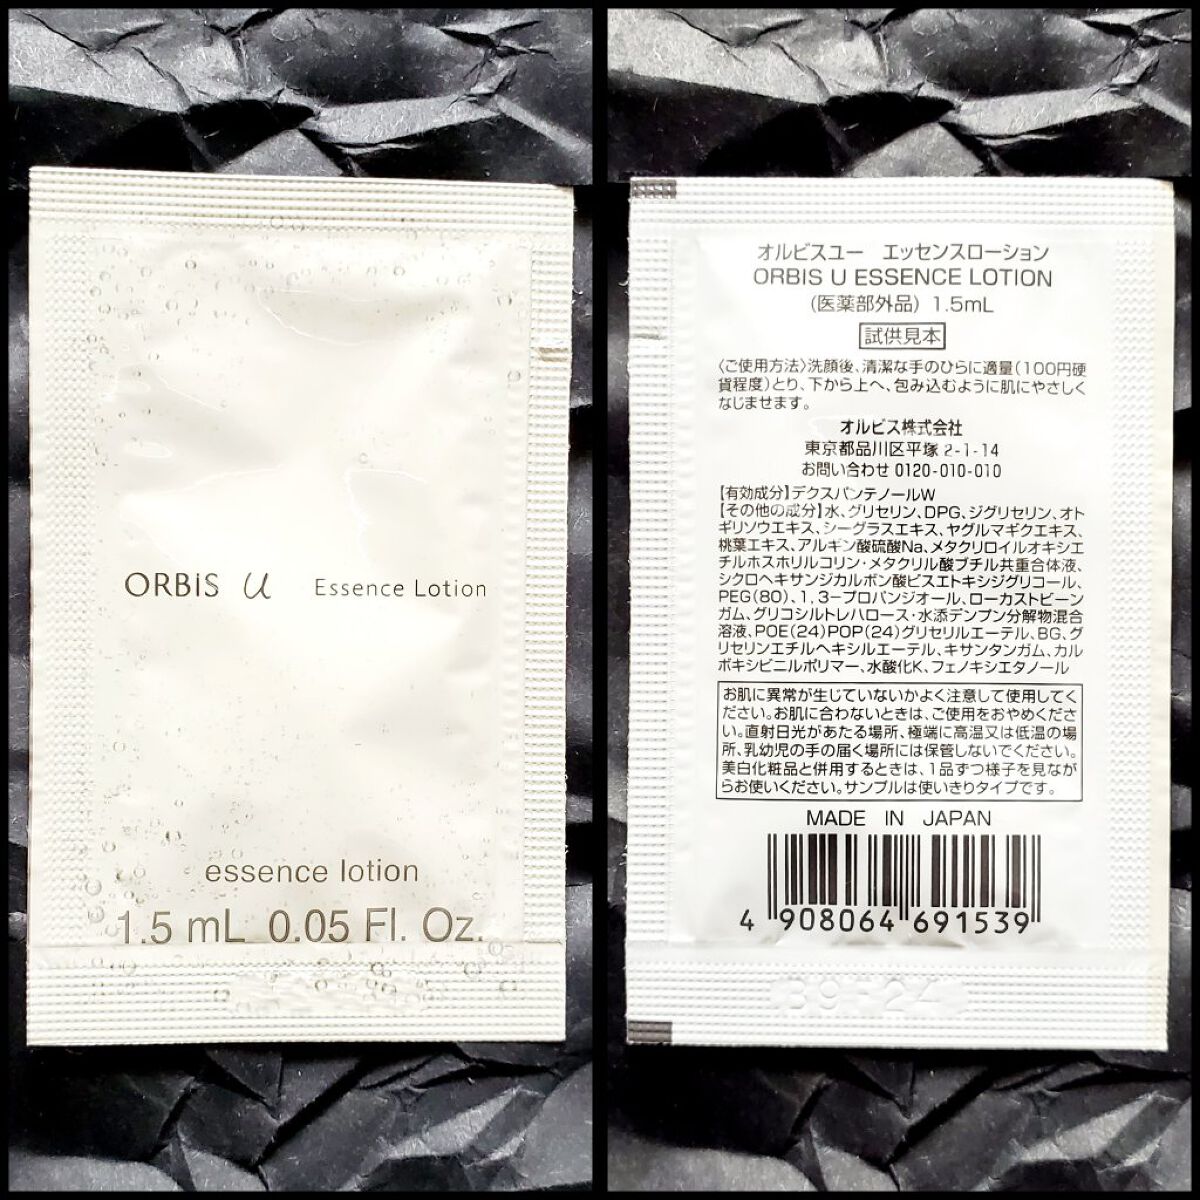 ORBIS u Essence Lotion
essence lotion
1.5 mL 0.05 Fl. Oz.
オルビスユー エッセンスローション
ORBIS U ESSENCE LOTION
(医薬部外品) 1.5mL
試供見本
〈ご使用方法〉洗顔後、清潔な手のひらに適量(100円硬
貨程度)とり、下から上へ、包み込むように肌にやさしく
なじませます。
オルビス株式会社
東京都品川区平塚 2-1-14
お問い合わせ 0120-010-010
【有効成分】デクスパンテノールW
【その他の成分】水、グリセリン、DPG、ジグリセリン、オト
ギリソウエキス、シーグラスエキス、ヤグルマギクエキス、
桃葉エキス、アルギン酸硫酸Na、メタクリロイルオキシエ
チルホスホリルコリン・メタクリル酸ブチル共重合体液、
シクロヘキサンジカルボン酸ビスエトキシジグリコール、
PEG(80)、1,3−プロパンジオール、ローカストビーン
ガム、グリコシルトレハロース・水添デンプン分解物混合
溶液、POE(24)POP(24)グリセリルエーテル、BG、グ
リセリンエチルヘキシルエーテル、キサンタンガム、カル
ボキシビニルポリマー、水酸化K、フェノキシエタノール
お肌に異常が生じていないかよく注意して使用してく
ださい。お肌に合わないときは、ご使用をおやめくださ
い。直射日光があたる場所、極端に高温又は低温の場
所、乳幼児の手の届く場所には保管しないでください。
美白化粧品と併用するときは、1品ずつ様子を見なが
らお使いください。サンプルは使いきりタイプです。
MADE IN JAPAN
4 908064 691539